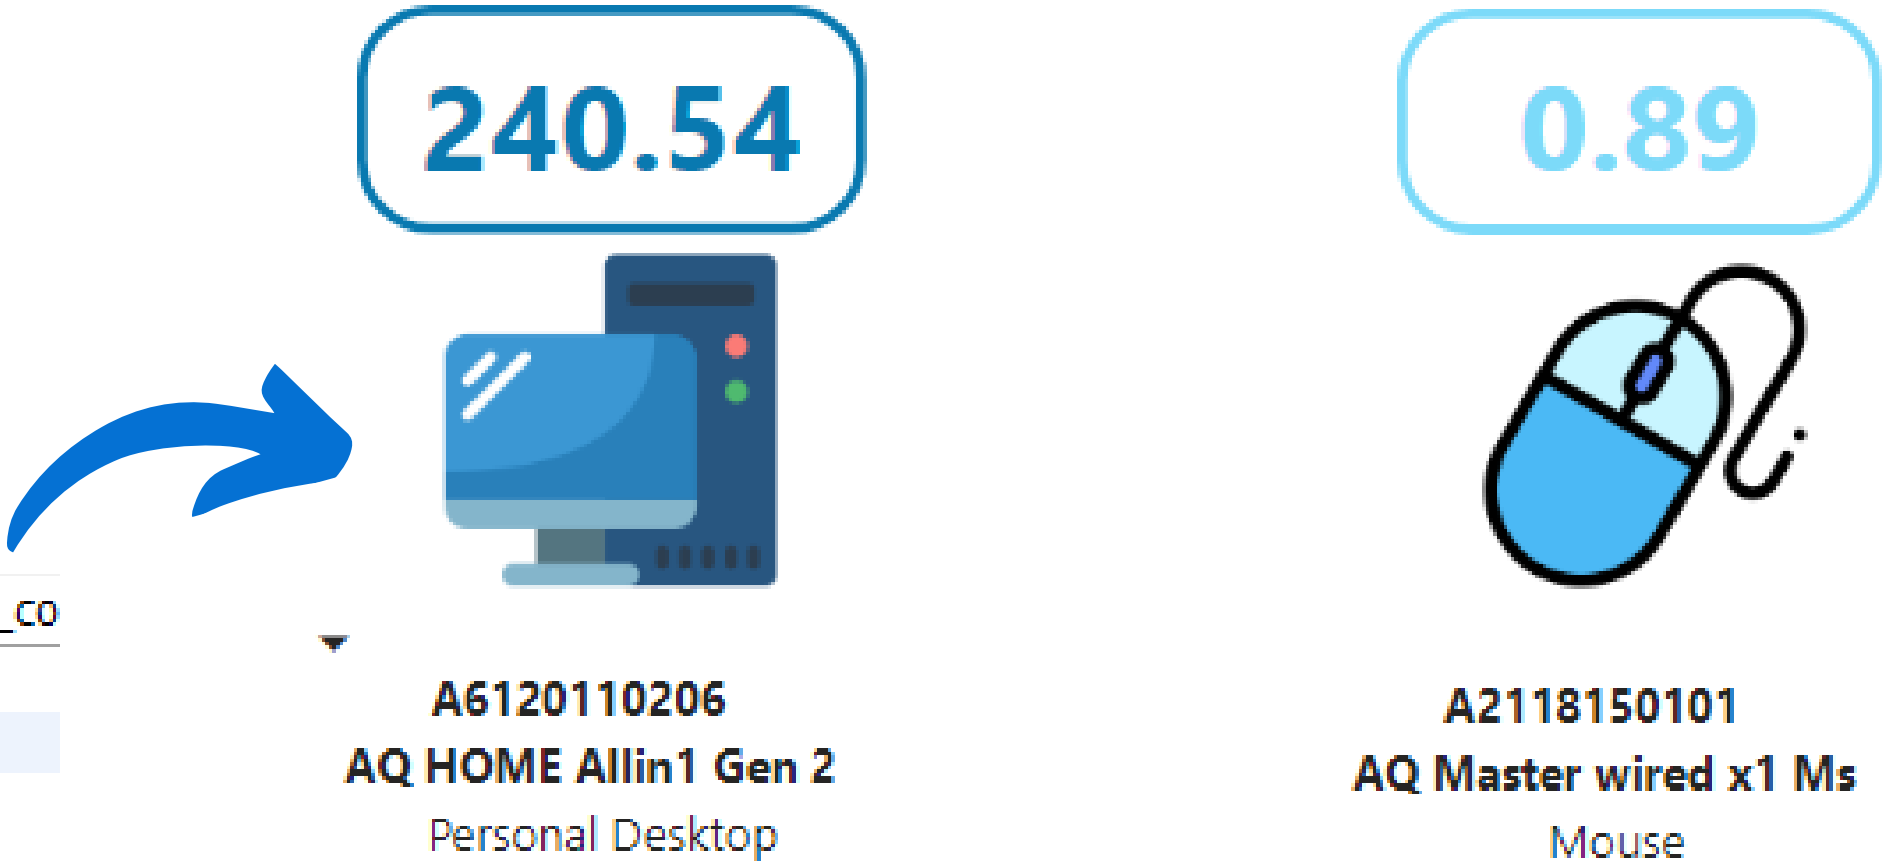 240.54
0.89
_co
A6120110206
AQ HOME Allin1 Gen 2
Personal Desktop
A2118150101
AQ Master wired x1 Ms
Mouse